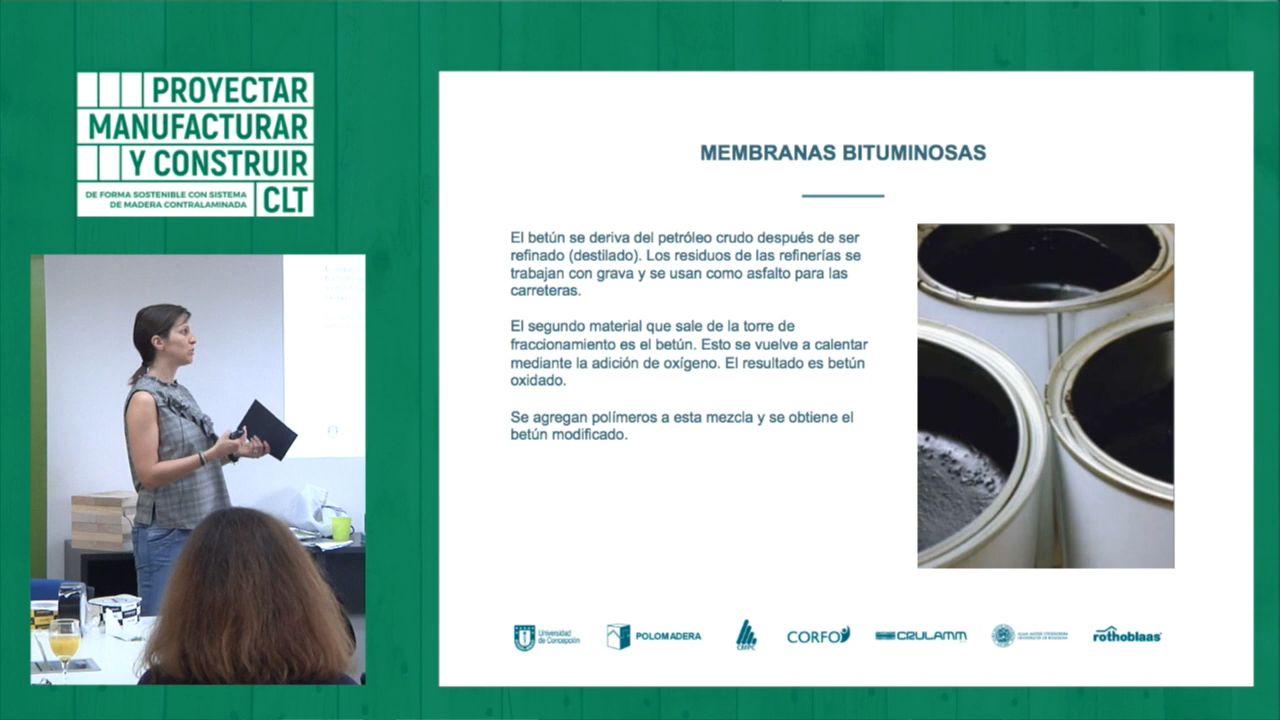 PROYECTAR
MANUFACTURAR
Y CONSTRUIR
DE FORMA SOSTENIBLE CON SISTEMA
DE MADERA CONTRALAMINADA
CLT
MEMBRANAS BITUMINOSAS
El betún se deriva del petróleo crudo después de ser
refinado (destilado). Los residuos de las refinerías se
trabajan con grava y se usan como asfalto para las
carreteras.
El segundo material que sale de la torre de
fraccionamiento es el betún. Esto se vuelve a calentar
mediante la adición de oxígeno. El resultado es betún
oxidado.
Se agregan polímeros a esta mezcla y se obtiene el
betún modificado.
Universidad
de Concepción
POLOMADERA
CMPC
CORFO
CRULAMM
rothoblaas